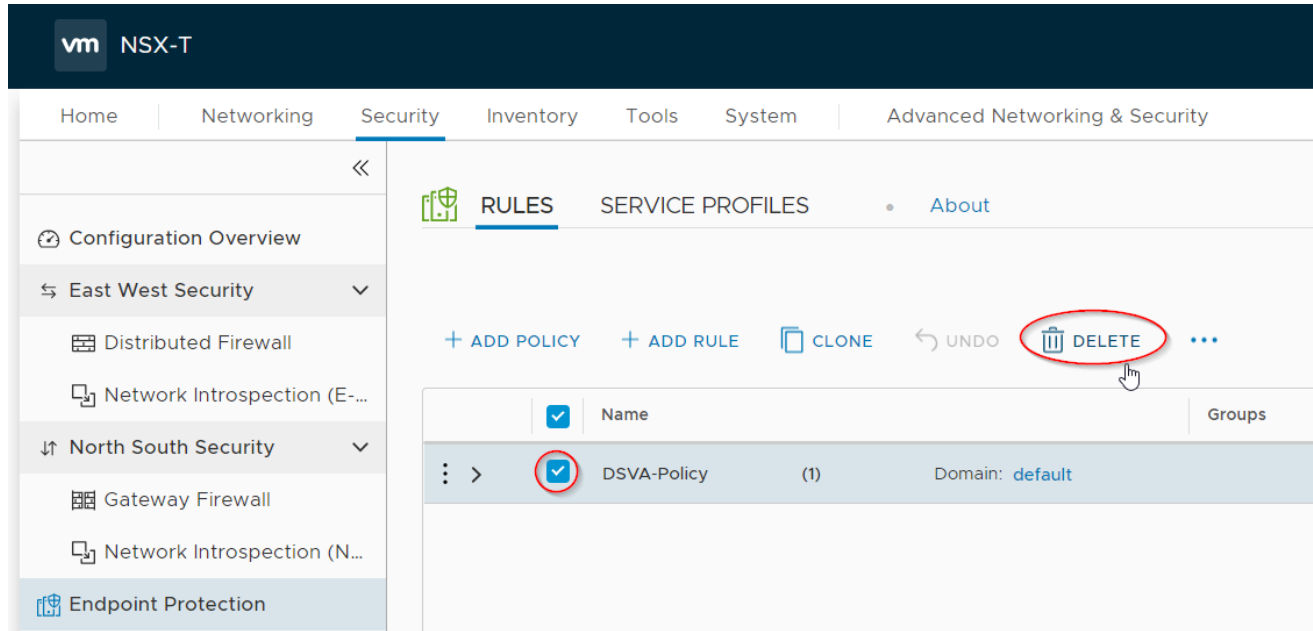 vm NSX-T
Home Networking Security Inventory Tools System Advanced Networking & Security
RULES SERVICE PROFILES About
Configuration Overview
East West Security
Distributed Firewall
Network Introspection (E-...
North South Security
Gateway Firewall
Network Introspection (N...
Endpoint Protection
+ ADD POLICY + ADD RULE CLONE UNDO DELETE ...
Name Groups
DSVA-Policy (1) Domain: default